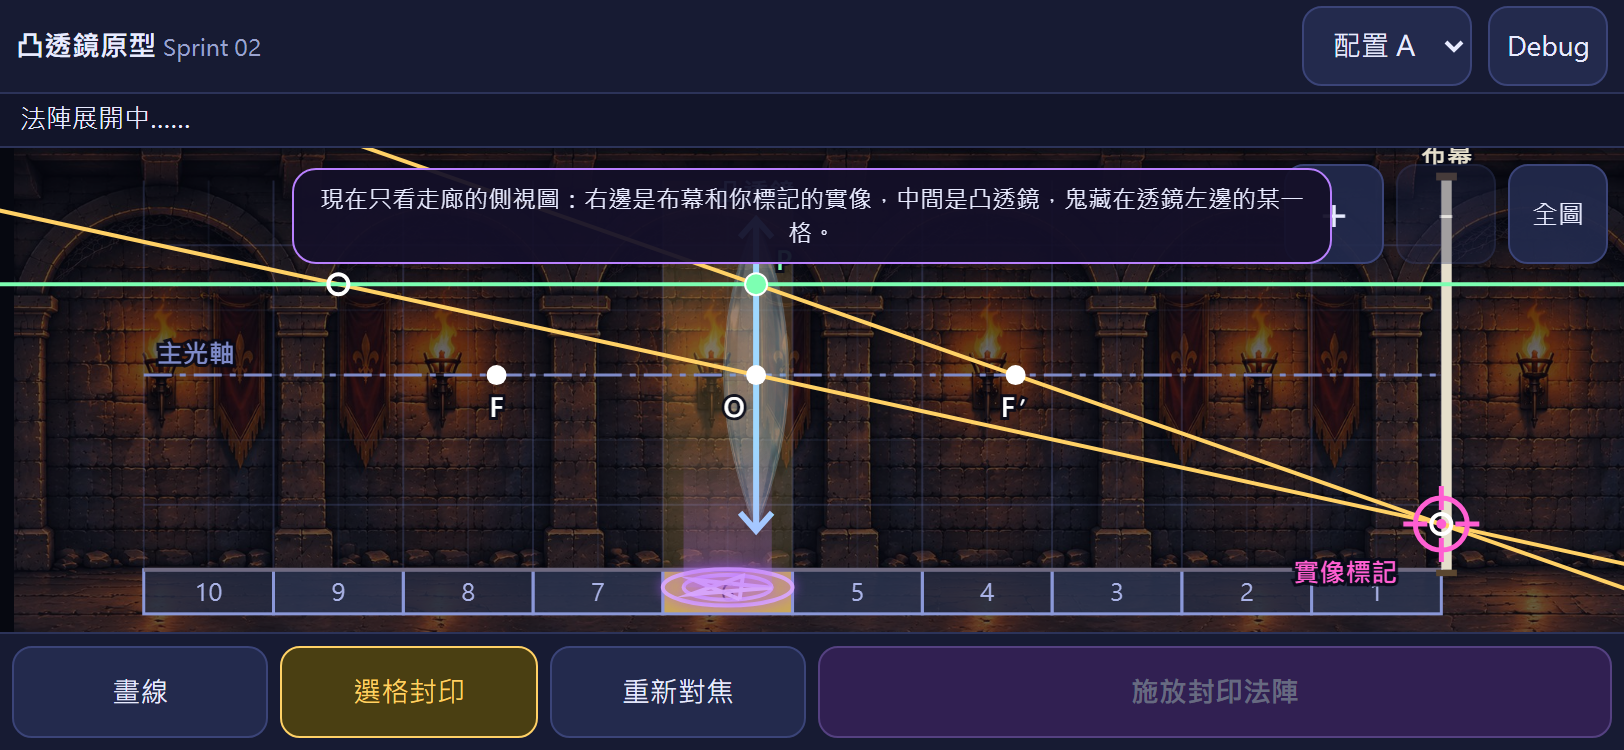 凸透鏡原型 Sprint 02
配置 A
Debug
法陣展開中……
布幕
現在只看走廊的側視圖：右邊是布幕和你標記的實像，中間是凸透鏡，鬼藏在透鏡左邊的某一
格。
+
-
全圖
P
主光軸
F
O
F′
實像標記
10
9
8
7
5
4
3
2
1
畫線
選格封印
重新對焦
施放封印法陣